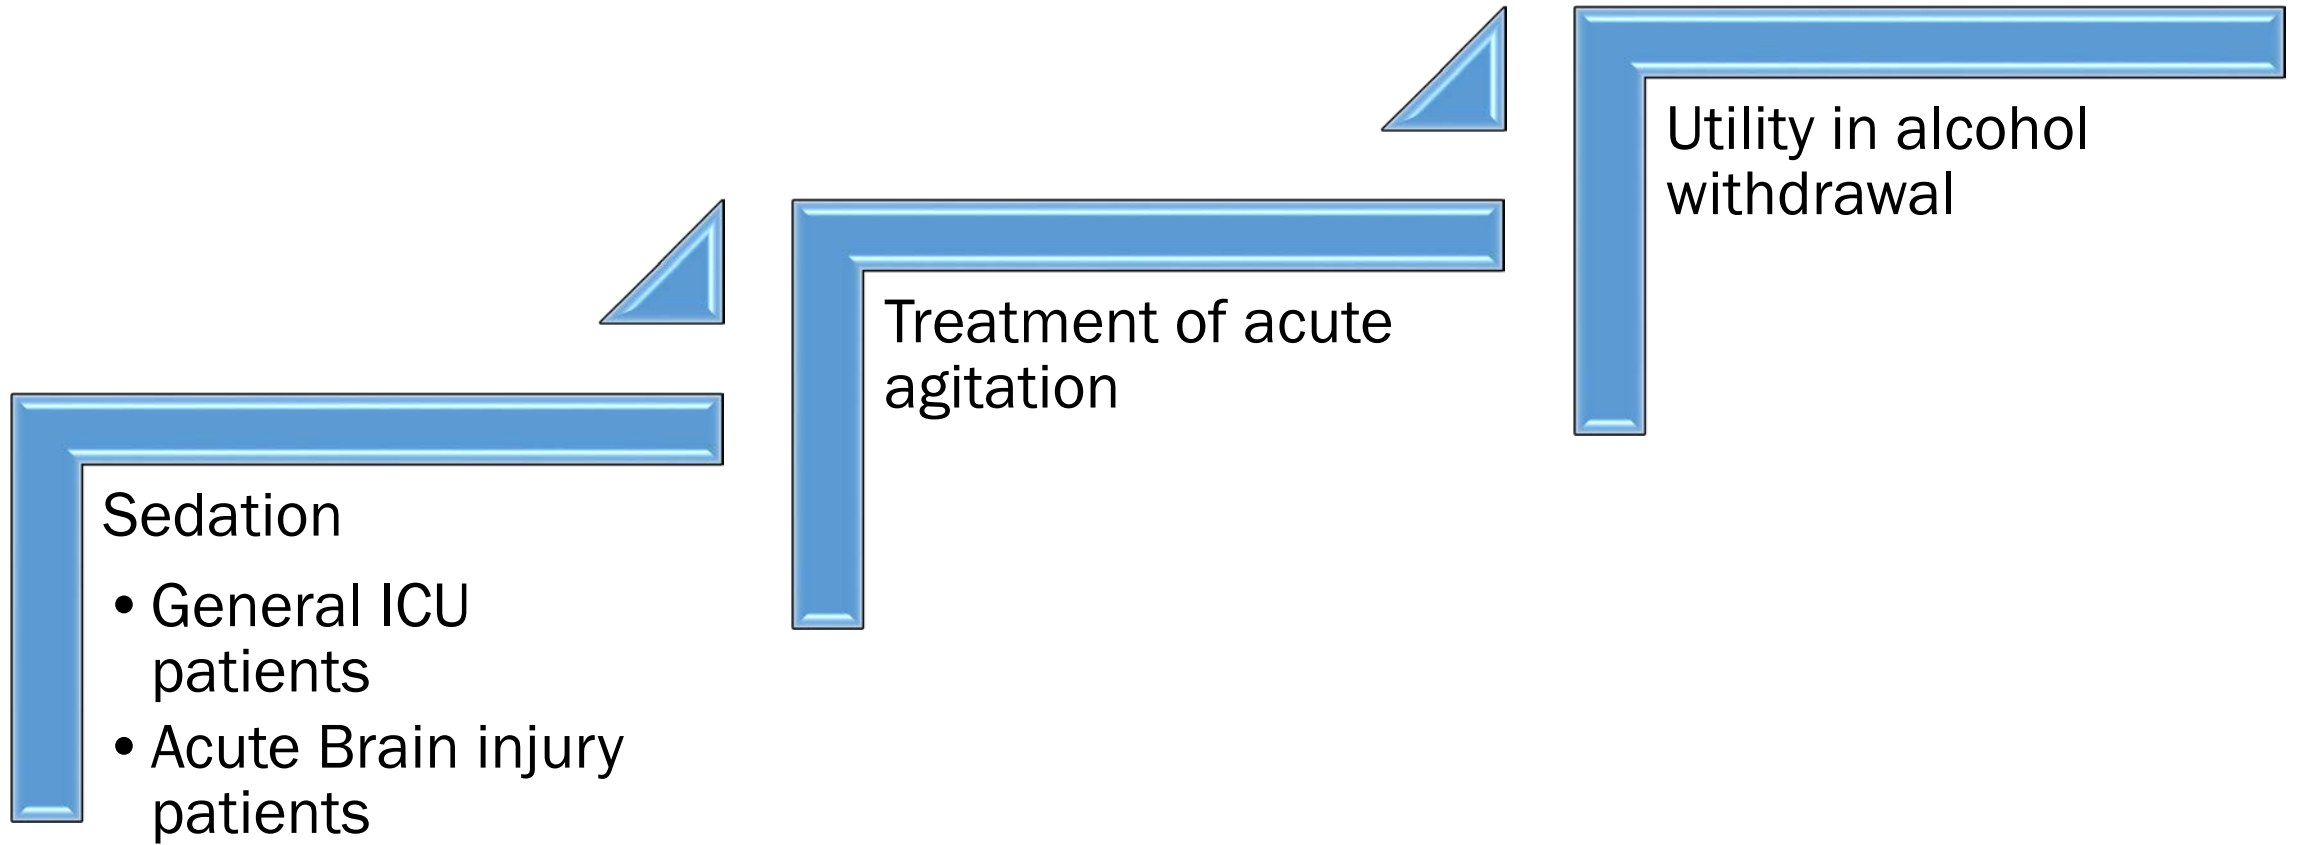 Sedation
• General ICU
patients
• Acute Brain injury
patients
Treatment of acute
agitation
Utility in alcohol
withdrawal